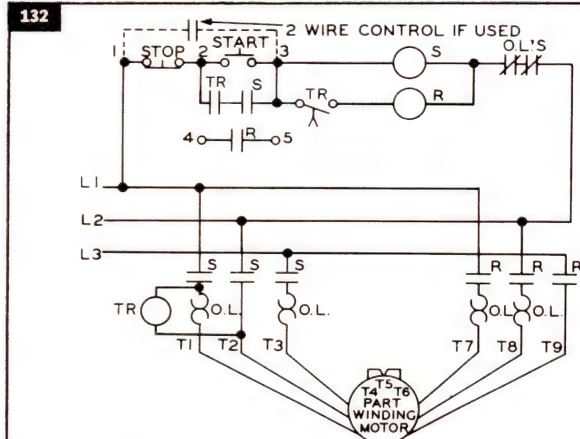 132
2 WIRE CONTROL IF USED
1 STOP 2 START 3 S O.L'S
TR S TR R
4 R 5
L1
L2
L3
S S S R R R
TR O.L. O.L. O.L. O.L.
T1 T2 T3 T7 T8 T9
T4 T5 T6
PART
WINDING
MOTOR